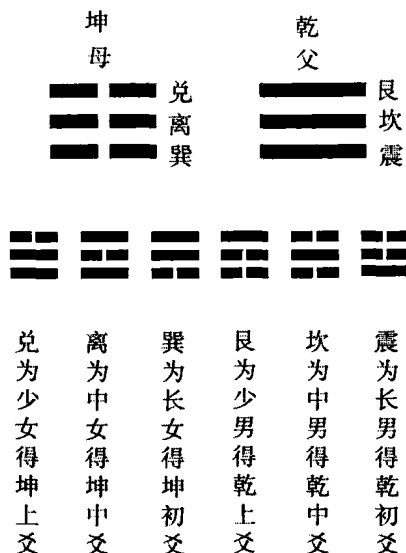 乾父
艮
坎
震
坤母
兑
离
巽
震为长男得乾初爻
坎为中男得乾中爻
艮为少男得乾上爻
巽为长女得坤初爻
离为中女得坤中爻
兑为少女得坤上爻